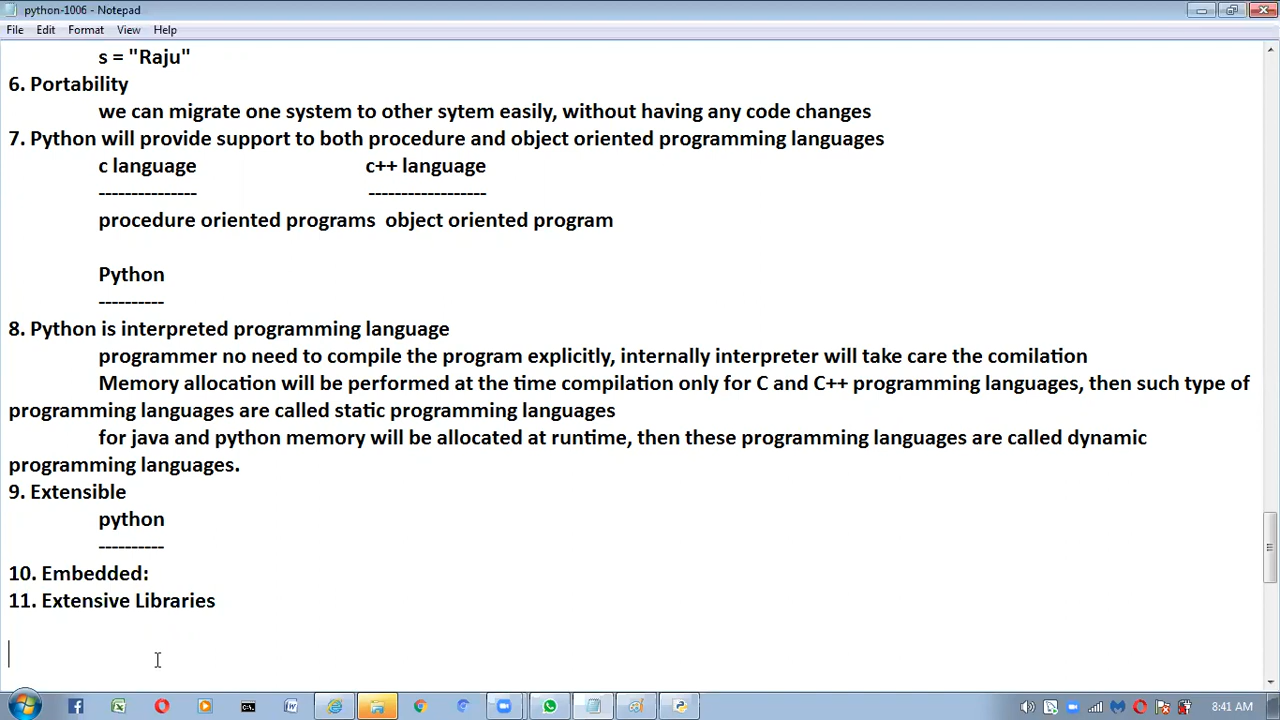 python-1006 - Notepad
File Edit Format View Help
s = "Raju"
6. Portability
we can migrate one system to other sytem easily, without having any code changes
7. Python will provide support to both procedure and object oriented programming languages
c language c++ language
--------------- ------------------
procedure oriented programs object oriented program
Python
----------
8. Python is interpreted programming language
programmer no need to compile the program explicitly, internally interpreter will take care the comilation
Memory allocation will be performed at the time compilation only for C and C++ programming languages, then such type of
programming languages are called static programming languages
for java and python memory will be allocated at runtime, then these programming languages are called dynamic
programming languages.
9. Extensible
python
----------
10. Embedded:
11. Extensive Libraries
8:41 AM